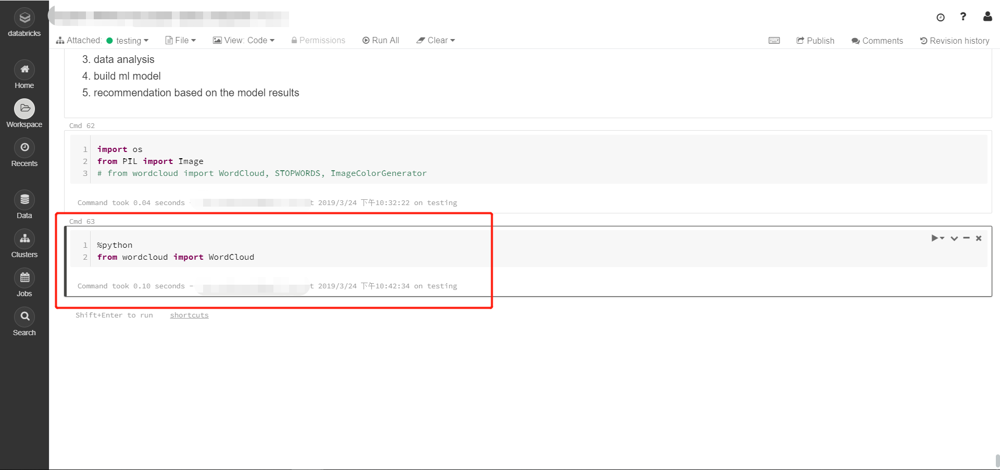 databricks
Attached: testing File View: Code Permissions Run All Clear Publish Comments Revision history
3. data analysis
4. build ml model
5. recommendation based on the model results
Home
Workspace
Recents
Data
Clusters
Jobs
Search
Cmd 62
1 import os
2 from PIL import Image
3 # from wordcloud import WordCloud, STOPWORDS, ImageColorGenerator
Command took 0.04 seconds - t 2019/3/24 下午10:32:22 on testing
Cmd 63
1 %python
2 from wordcloud import WordCloud
Command took 0.10 seconds - t 2019/3/24 下午10:42:34 on testing
Shift+Enter to run shortcuts